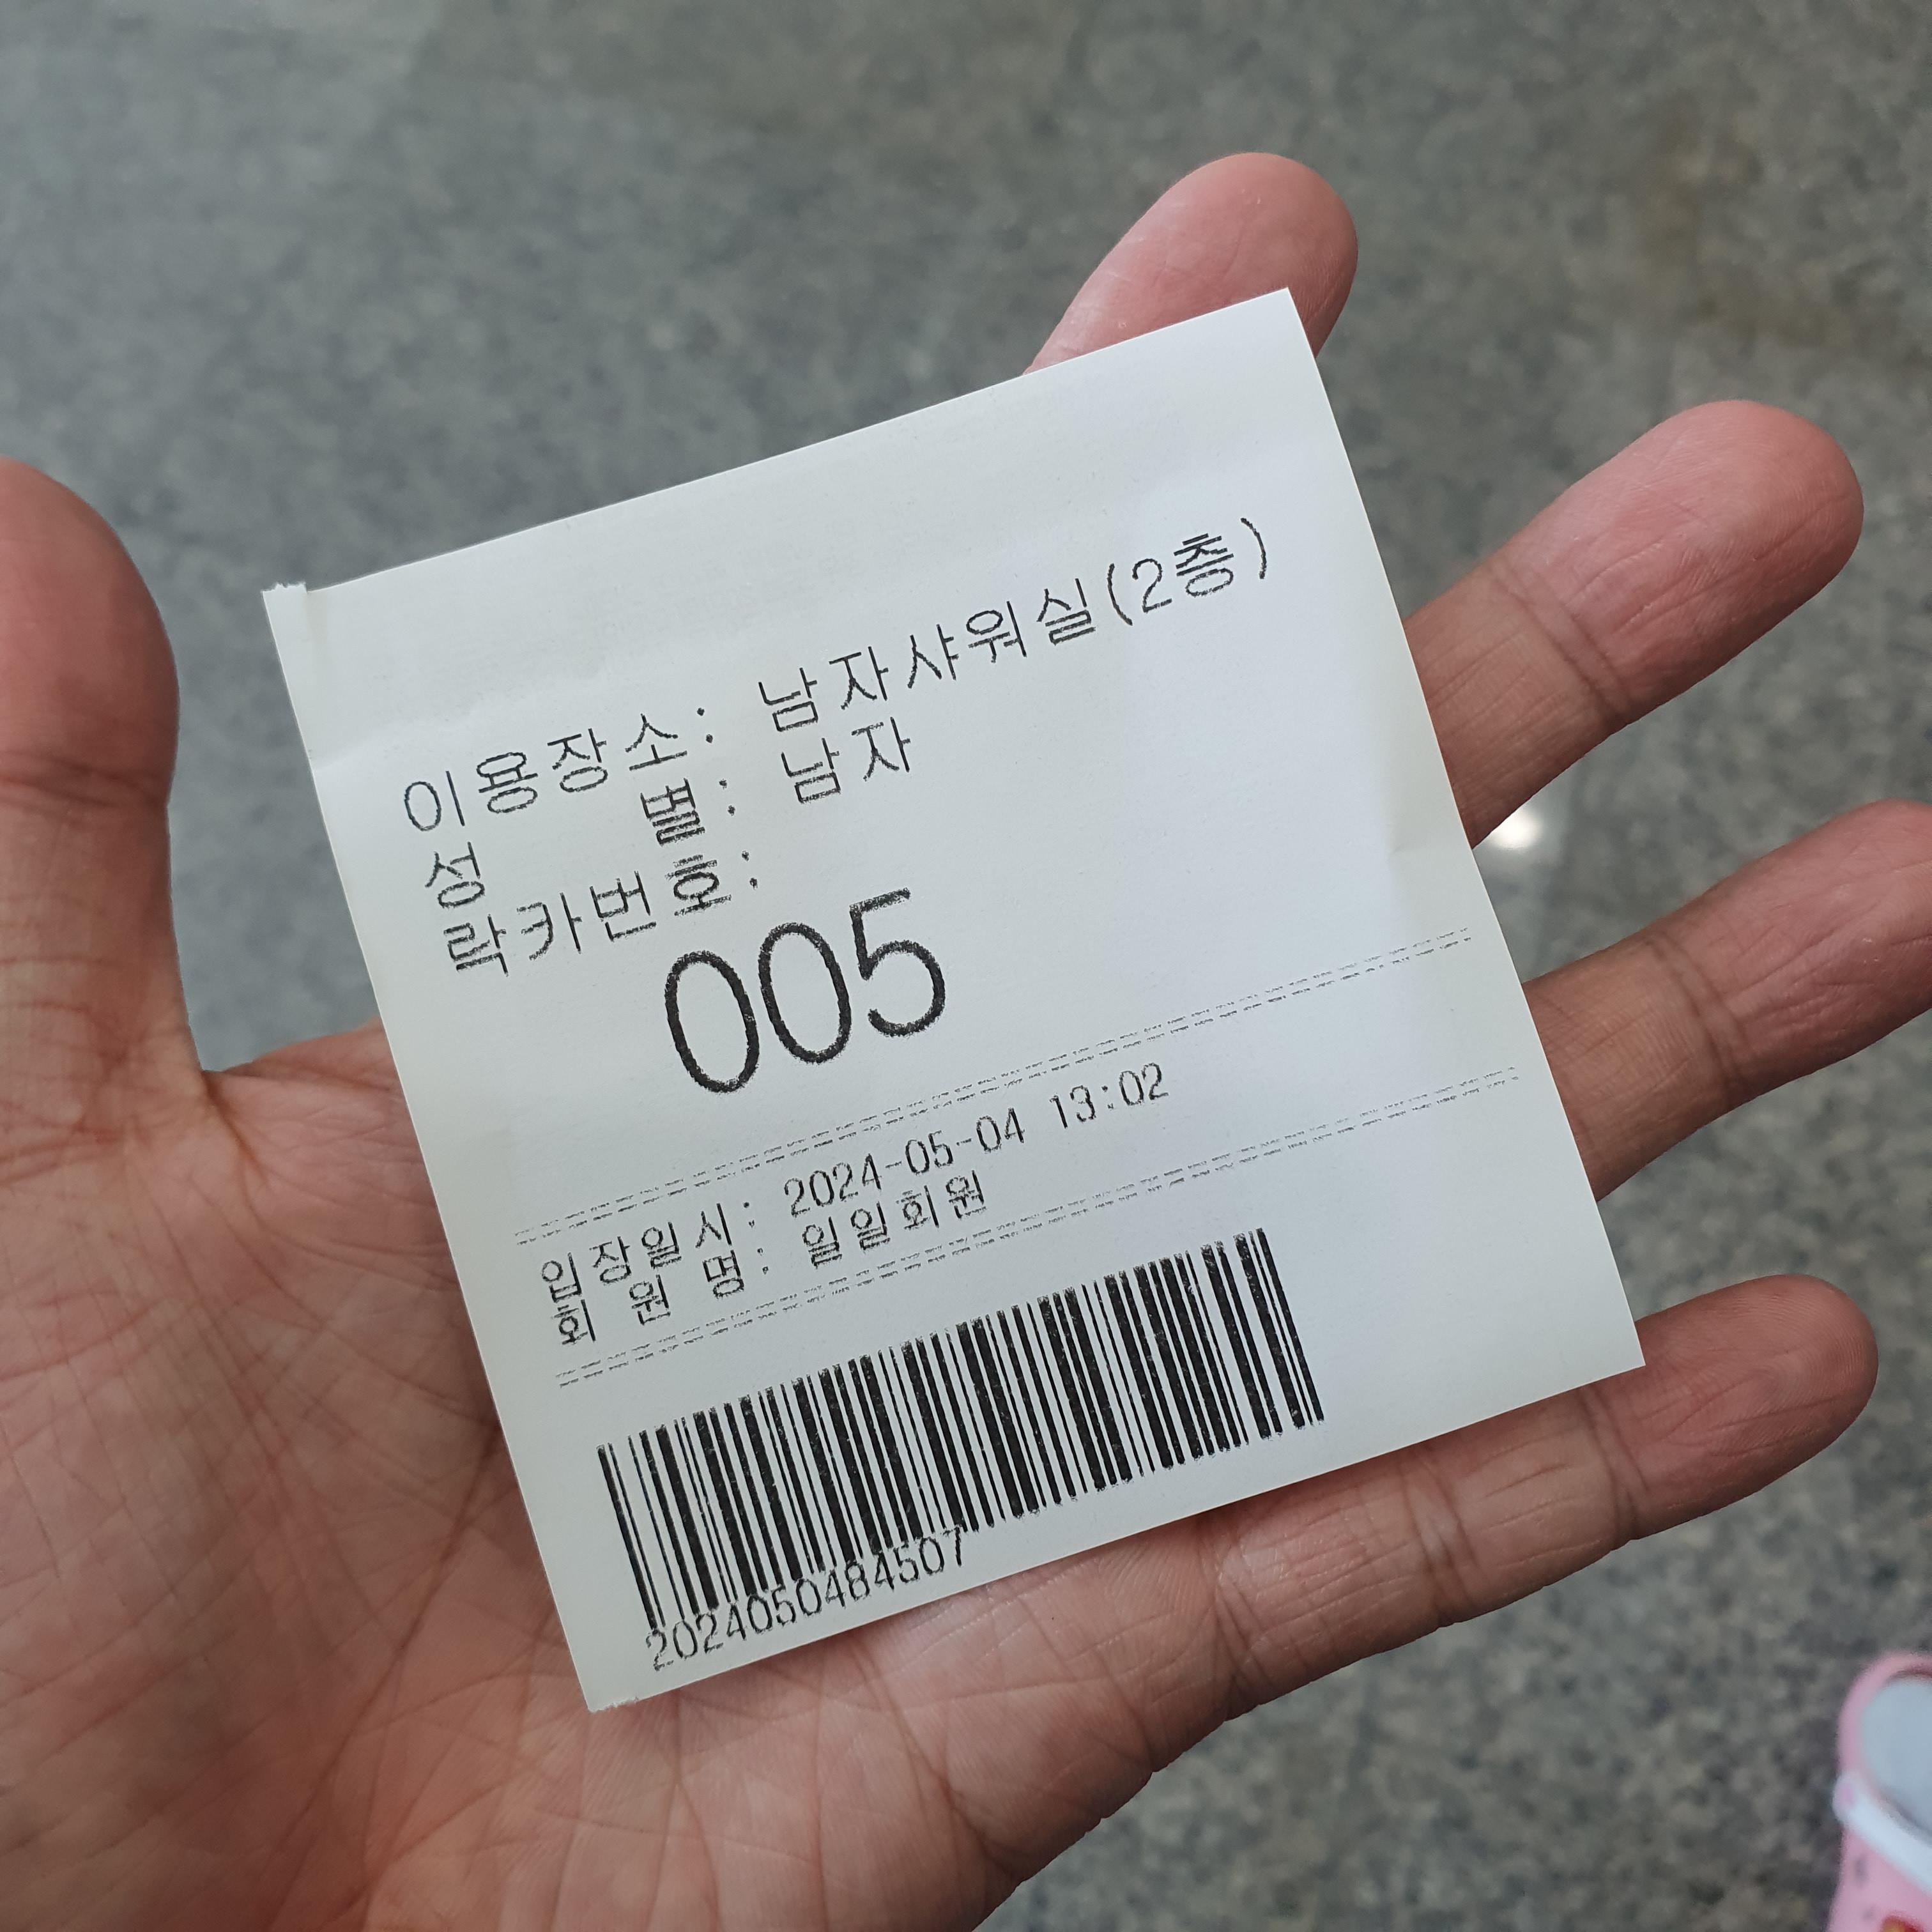 이용장소: 남자샤워실(2층)
성 별: 남자
락카번호:
005
입장일시: 2024-05-04 13:02
회 원 명: 일일회원
2024050484507